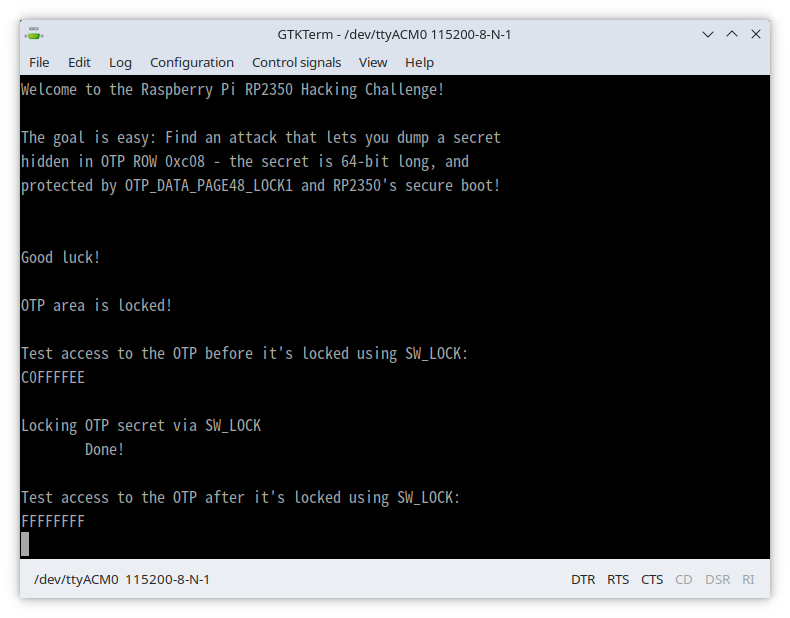 GTKTerm - /dev/ttyACM0 115200-8-N-1
File Edit Log Configuration Control signals View Help
Welcome to the Raspberry Pi RP2350 Hacking Challenge!
The goal is easy: Find an attack that lets you dump a secret
hidden in OTP ROW 0xc08 - the secret is 64-bit long, and
protected by OTP_DATA_PAGE48_LOCK1 and RP2350's secure boot!
Good luck!
OTP area is locked!
Test access to the OTP before it's locked using SW_LOCK:
C0FFFFEE
Locking OTP secret via SW_LOCK
Done!
Test access to the OTP after it's locked using SW_LOCK:
FFFFFFFF
/dev/ttyACM0 115200-8-N-1 DTR RTS CTS CD DSR RI